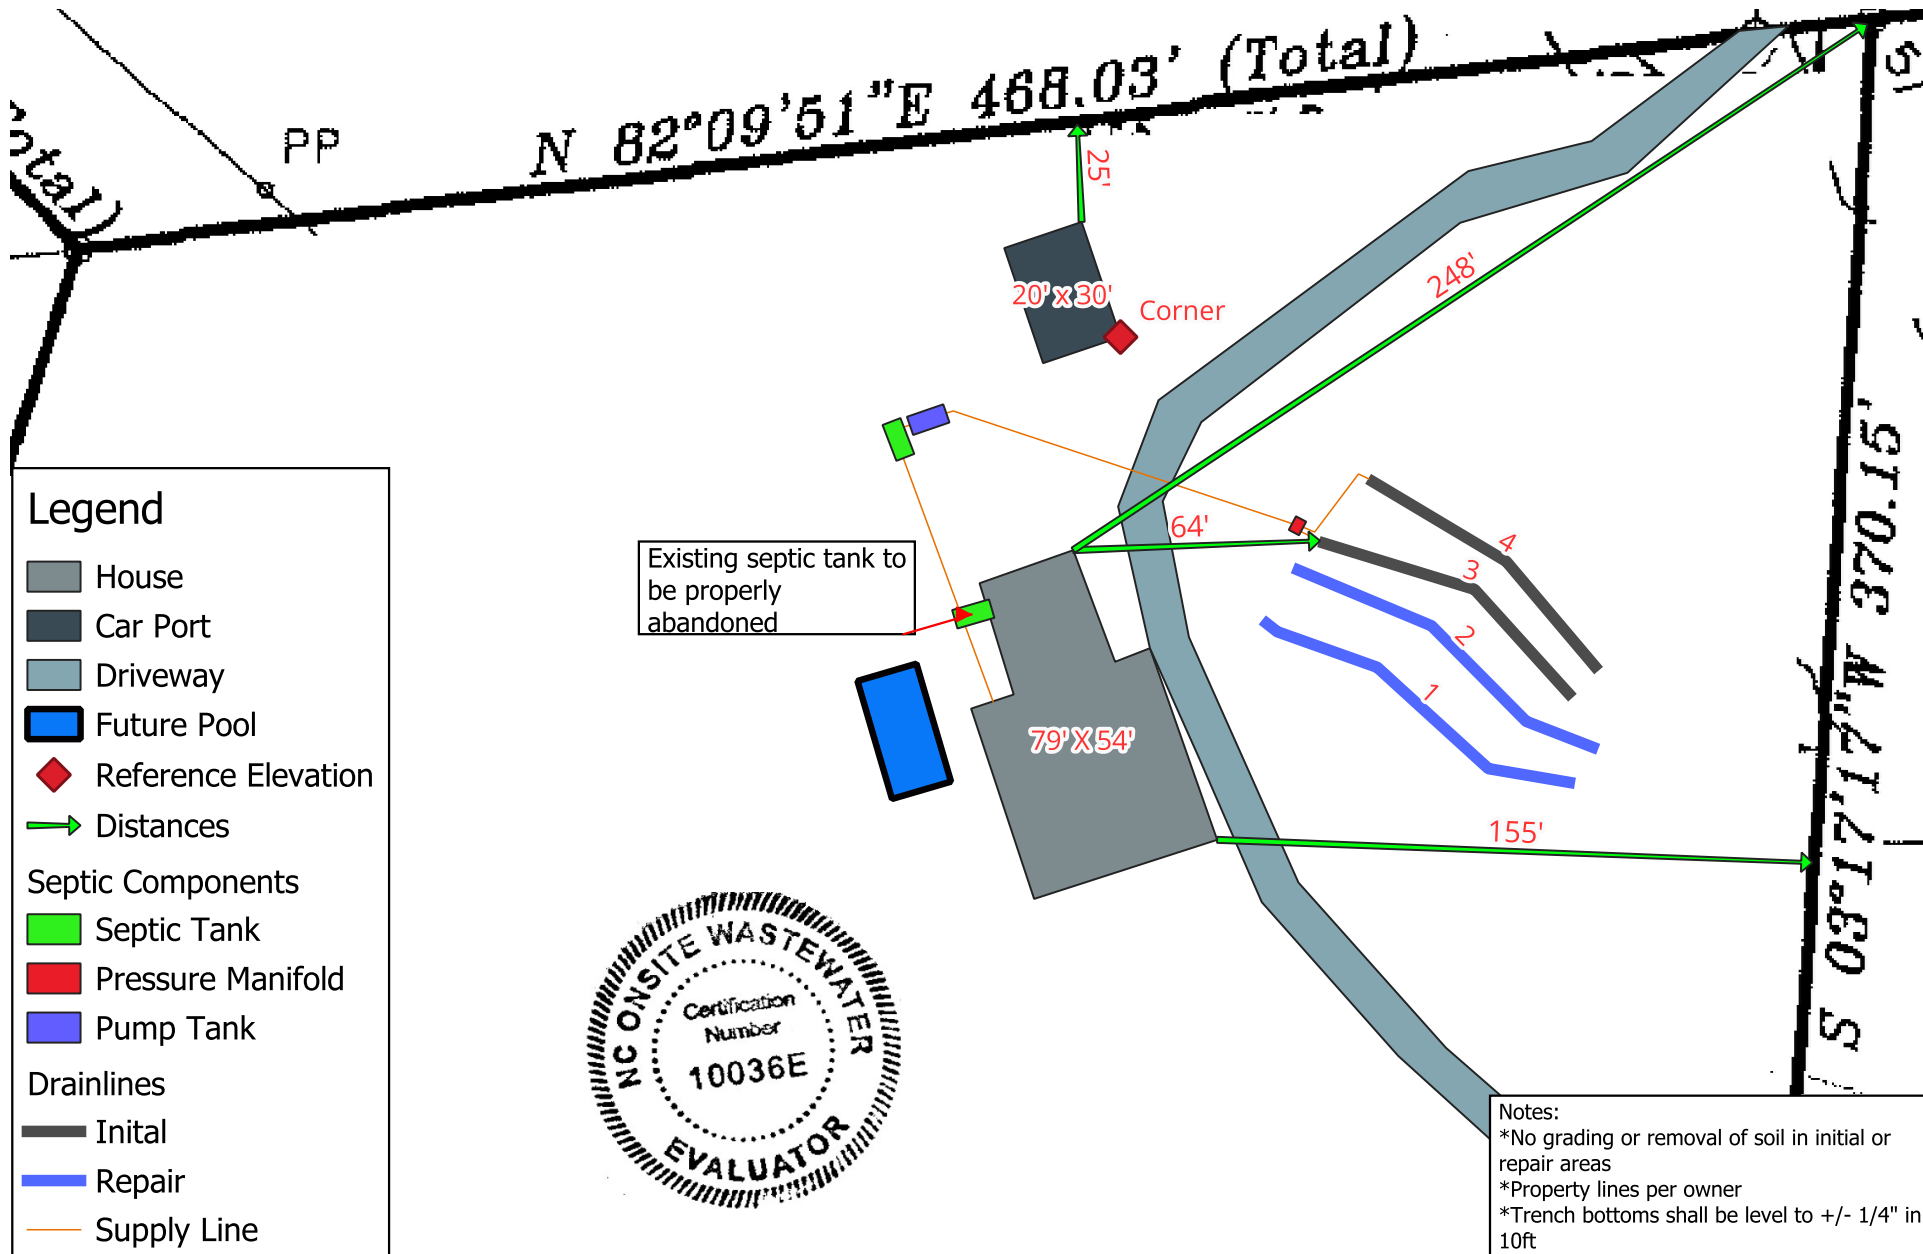 N 82°09'51"E 468.03' (Total)
PP
otal)
25'
20' x 30'
Corner
248'
64'
4
3
2
1
79' X 54'
155'
S 03°17'17"W 370.15'
Existing septic tank to
be properly
abandoned
Legend
House
Car Port
Driveway
Future Pool
Reference Elevation
Distances
Septic Components
Septic Tank
Pressure Manifold
Pump Tank
Drainlines
Inital
Repair
Supply Line
NC ONSITE WASTEWATER
Certification
Number
10036E
EVALUATOR
Notes:
*No grading or removal of soil in initial or
repair areas
*Property lines per owner
*Trench bottoms shall be level to +/- 1/4" in
10ft